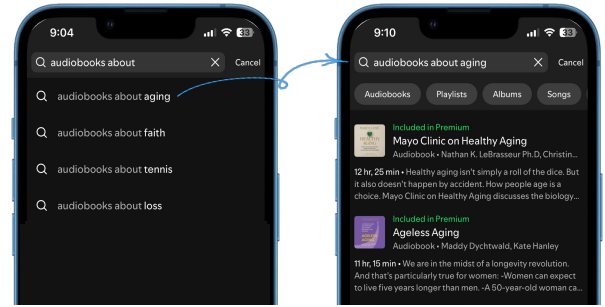 9:04
33
audiobooks about
Cancel
audiobooks about aging
audiobooks about faith
audiobooks about tennis
audiobooks about loss
9:10
33
audiobooks about aging
Cancel
Audiobooks
Playlists
Albums
Songs
Included in Premium
Mayo Clinic on Healthy Aging
Audiobook • Nathan K. LeBrasseur Ph.D, Christin...
12 hr, 25 min • Healthy aging isn't simply a roll of the dice. But
it also doesn't happen by accident. How people age is a
choice. Mayo Clinic on Healthy Aging discusses the biology...
Included in Premium
Ageless Aging
Audiobook • Maddy Dychtwald, Kate Hanley
11 hr, 15 min • We are in the midst of a longevity revolution.
And that's particularly true for women: -Women can expect
to live five years longer than men. -A 50-year-old woman ca...